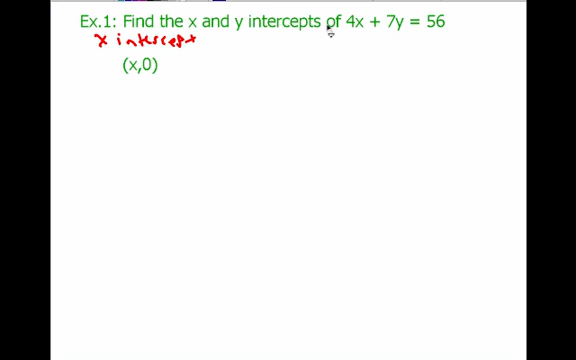 Ex.1: Find the x and y intercepts of 4x + 7y = 56
x intercept
(x,0)